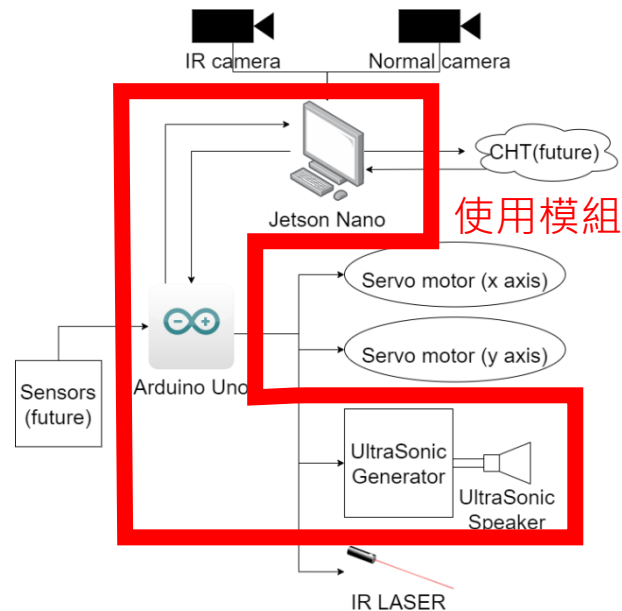 IR camera
Normal camera
CHT(future)
Jetson Nano
使用模組
Servo motor (x axis)
Servo motor (y axis)
Arduino Uno
Sensors
(future)
UltraSonic
Generator
UltraSonic
Speaker
IR LASER